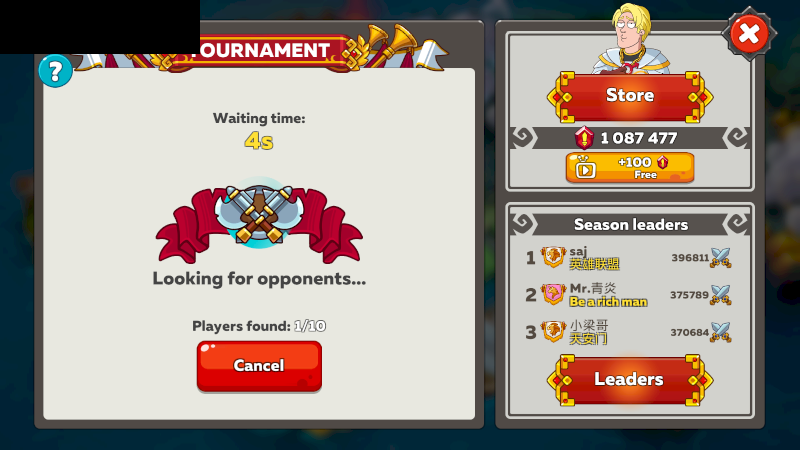 TOURNAMENT
?
Waiting time:
4s
Looking for opponents...
Players found: 1/10
Cancel
Store
1 087 477
+100
Free
Season leaders
1 saj 396811
英雄联盟
2 Mr.青炎 375789
Be a rich man
3 小梁哥 370684
天安门
Leaders